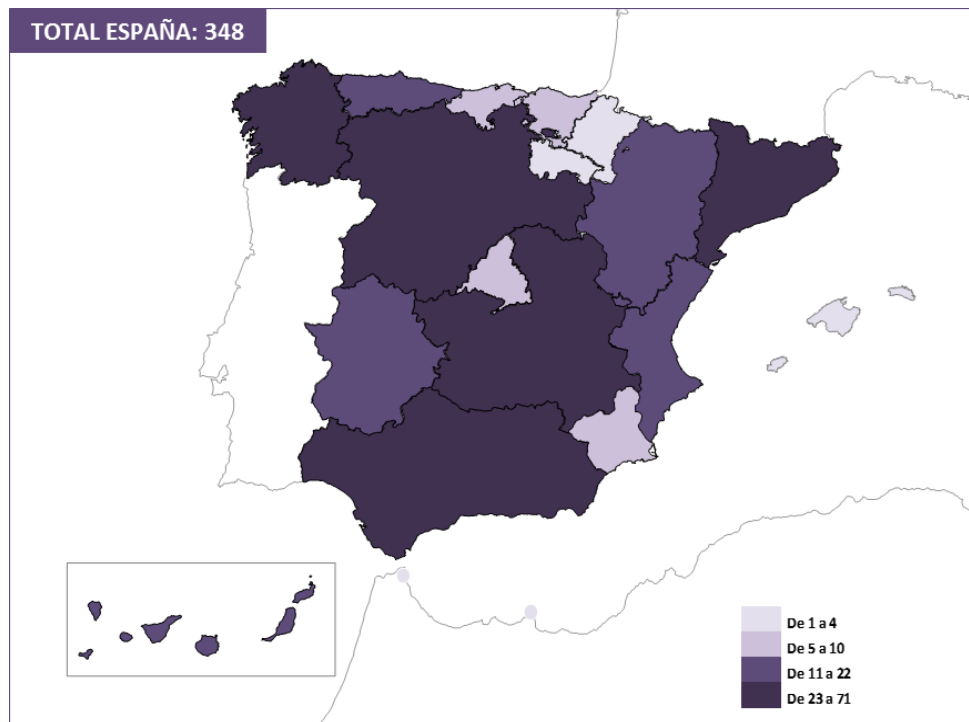 TOTAL ESPAÑA: 348
De 1 a 4
De 5 a 10
De 11 a 22
De 23 a 71